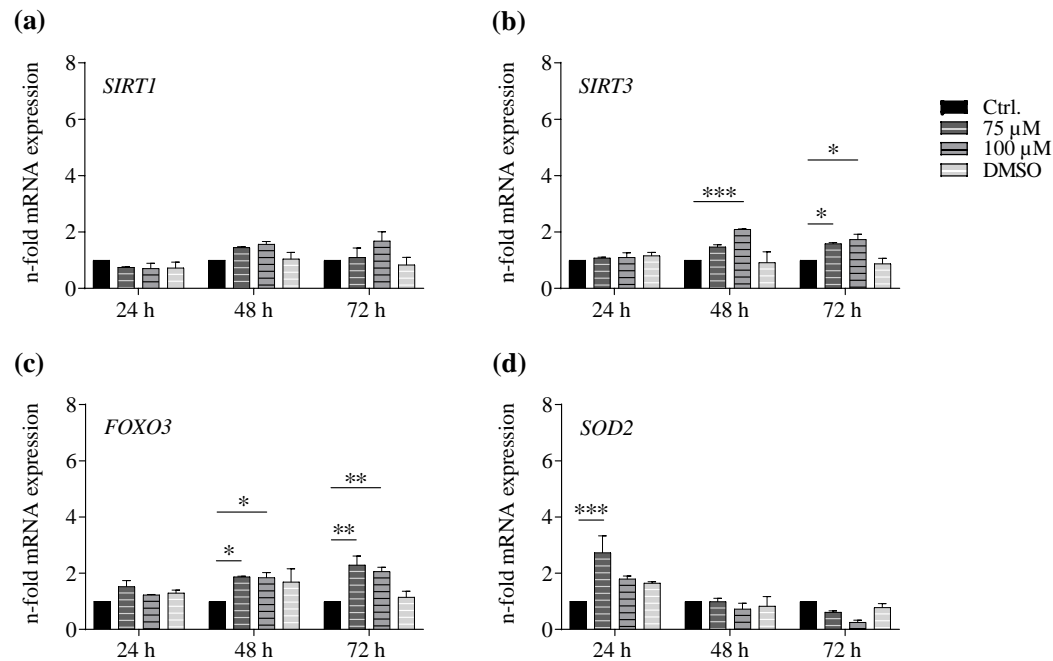 (a)
n-fold mRNA expression
8
6
4
2
0
SIRT1
24 h
48 h
72 h
(b)
n-fold mRNA expression
8
6
4
2
0
SIRT3
***
*
*
24 h
48 h
72 h
Ctrl.
75 µM
100 µM
DMSO
(c)
n-fold mRNA expression
8
6
4
2
0
FOXO3
*
*
**
**
24 h
48 h
72 h
(d)
n-fold mRNA expression
8
6
4
2
0
SOD2
***
24 h
48 h
72 h